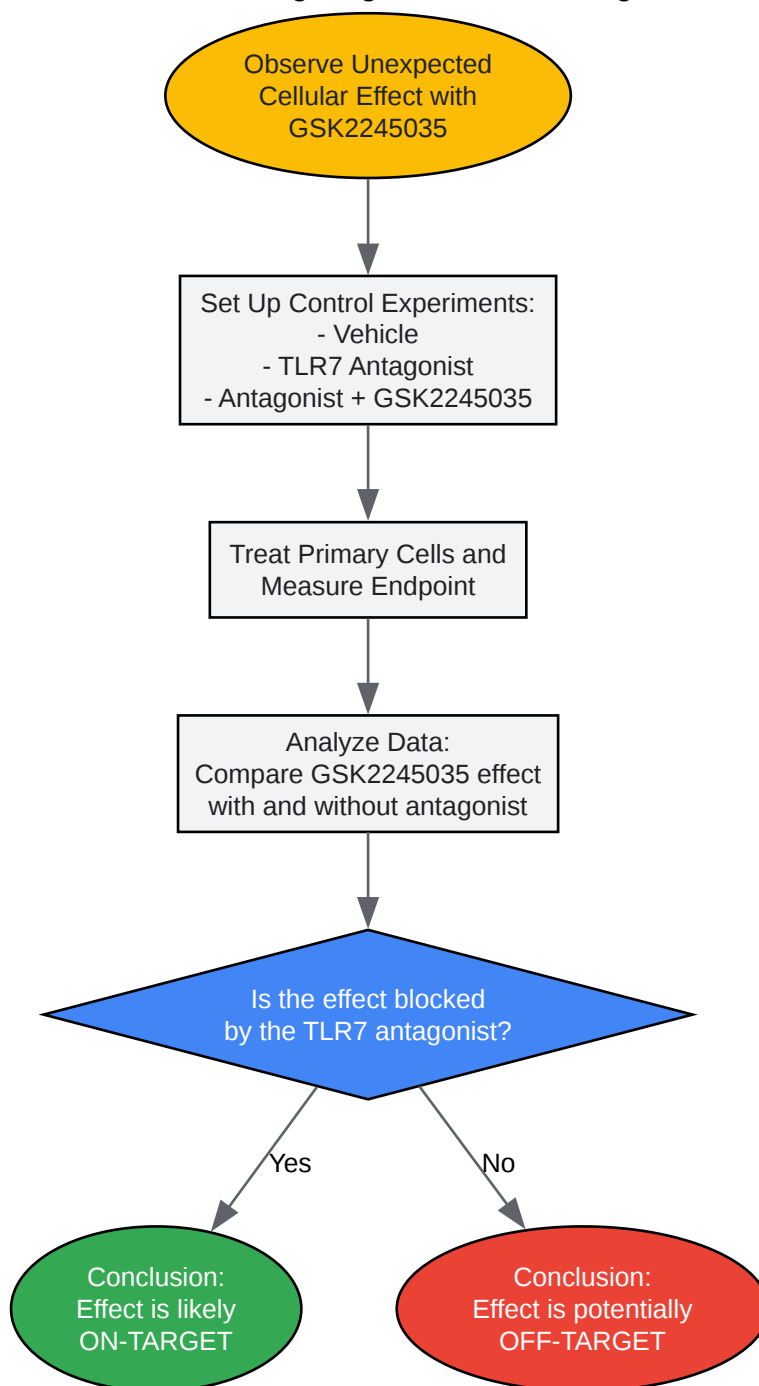 Observe Unexpected
Cellular Effect with
GSK2245035
Set Up Control Experiments:
- Vehicle
- TLR7 Antagonist
- Antagonist + GSK2245035
Treat Primary Cells and
Measure Endpoint
Analyze Data:
Compare GSK2245035 effect
with and without antagonist
Is the effect blocked
by the TLR7 antagonist?
Yes
No
Conclusion:
Effect is likely
ON-TARGET
Conclusion:
Effect is potentially
OFF-TARGET